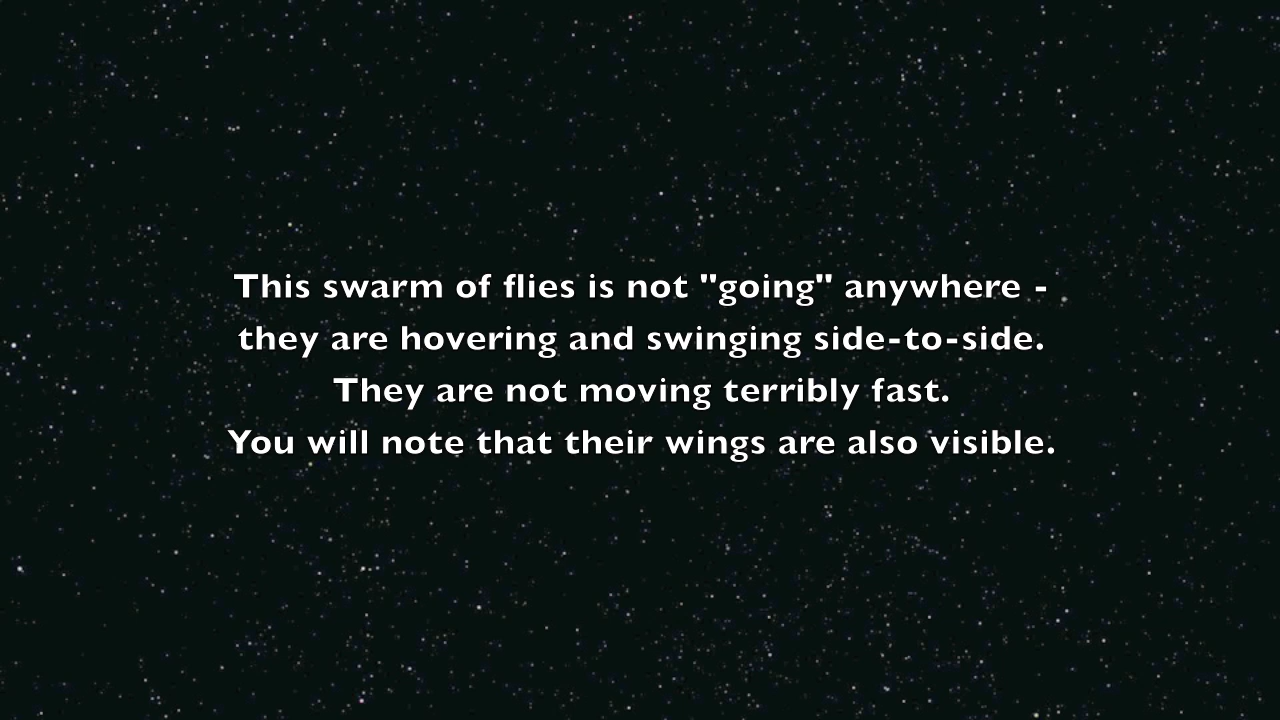 This swarm of flies is not "going" anywhere -
they are hovering and swinging side-to-side.
They are not moving terribly fast.
You will note that their wings are also visible.